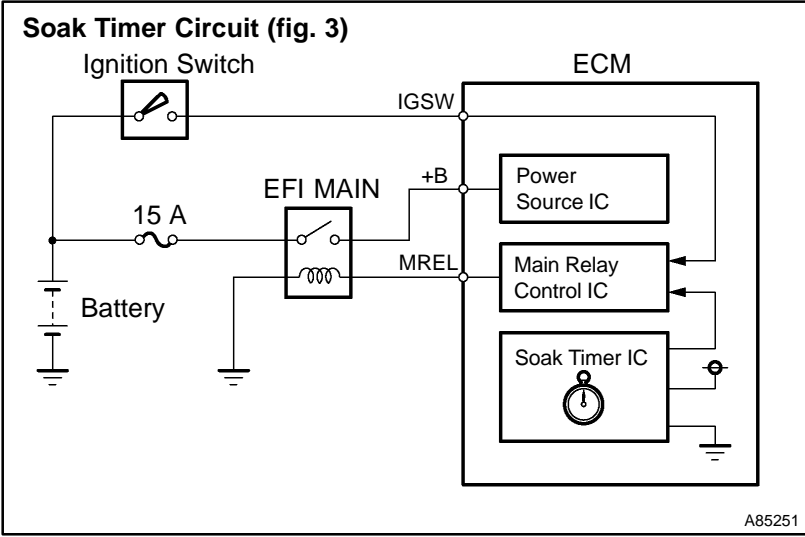 Soak Timer Circuit (fig. 3)
Ignition Switch
ECM
IGSW
+B
Power
Source IC
EFI MAIN
15 A
MREL
Main Relay
Control IC
Battery
Soak Timer IC
A85251